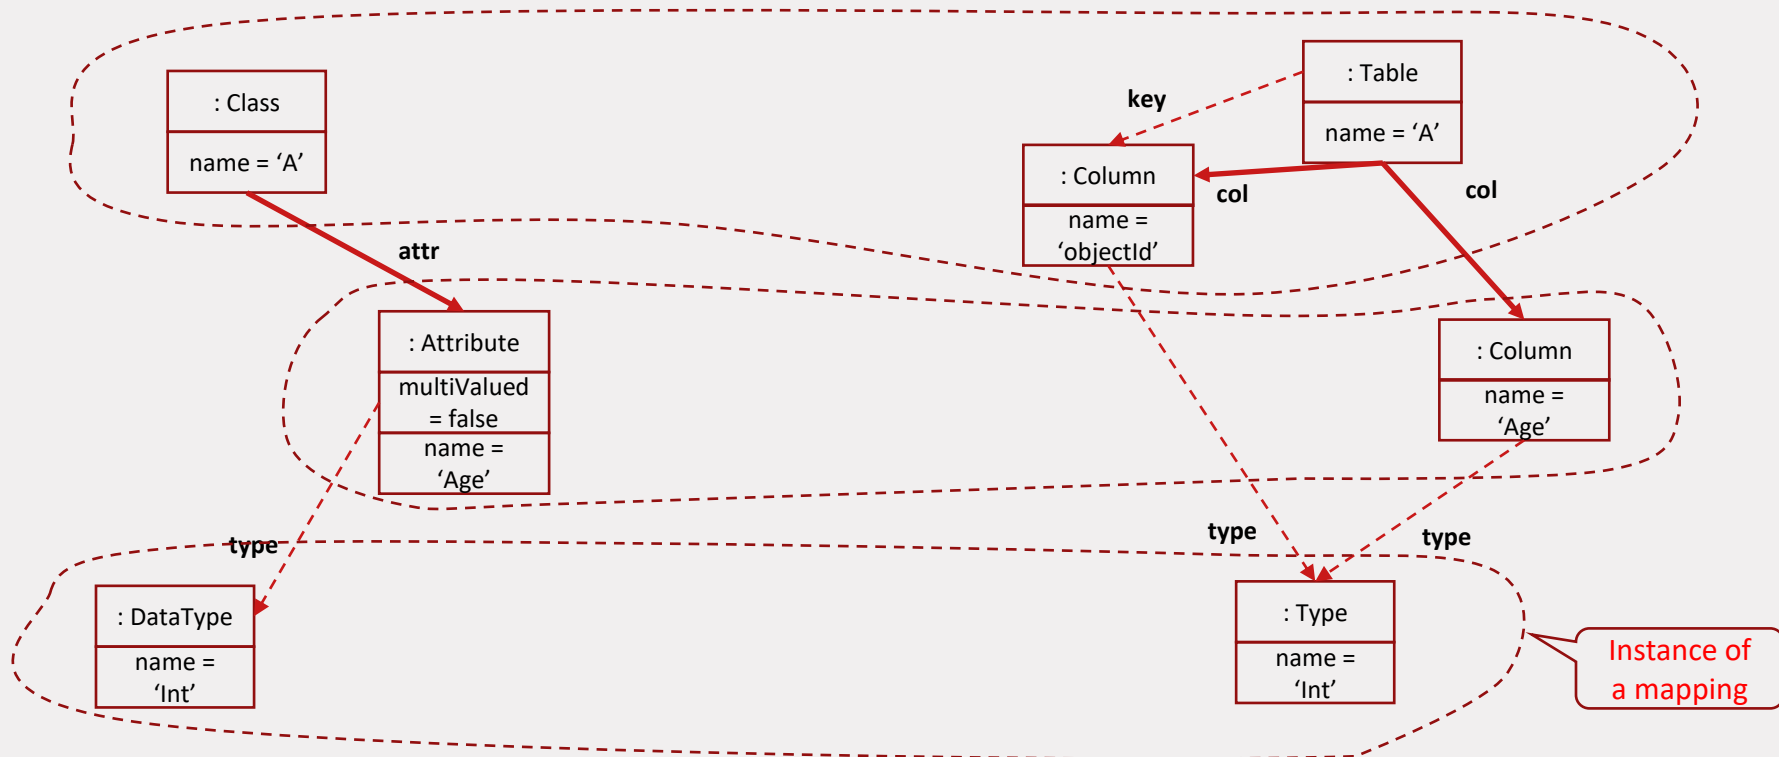 : Class
name = ‘A’
attr
: Table
name = ‘A’
key
: Column
name =
‘objectId’
col
col
: Attribute
multiValued
= false
name =
‘Age’
: Column
name =
‘Age’
type
type
type
: DataType
name =
‘Int’
: Type
name =
‘Int’
Instance of
a mapping